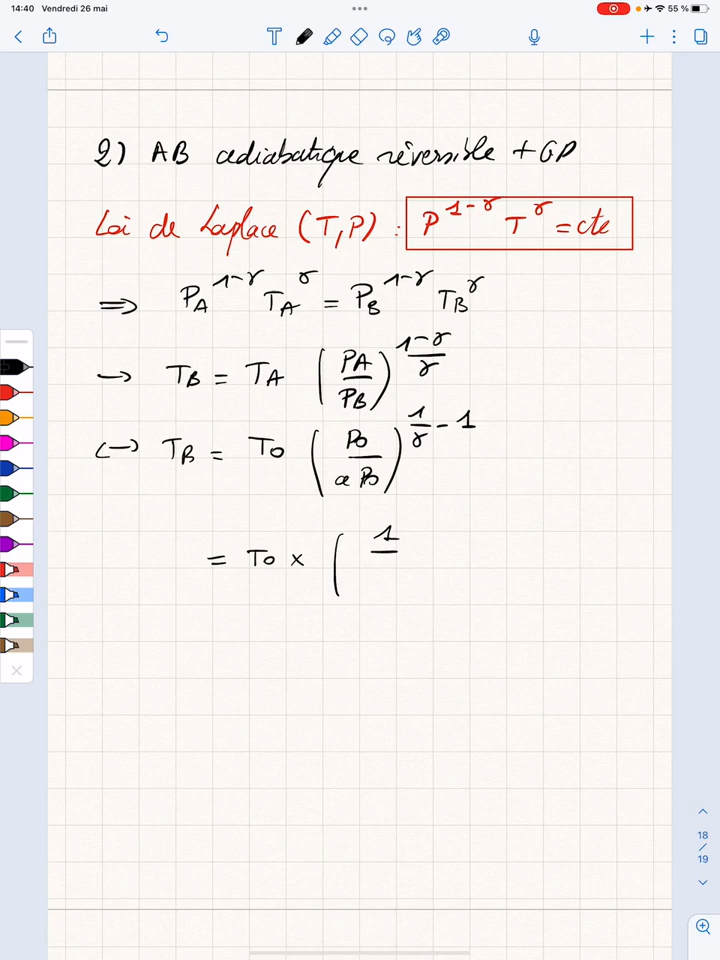 14:40 Vendredi 26 mai
55 %
2) AB adiabatique réversible + GP
Loi de Laplace (T,P) : P^{1-γ} T^γ = cte
⇒ P_A^{1-γ} T_A^γ = P_B^{1-γ} T_B^γ
→ T_B = T_A (P_A/P_B)^{(1-γ)/γ}
↔ T_B = T_0 (P_0/aP_0)^{1/γ - 1}
= T_0 × ( 1/
18
/
19